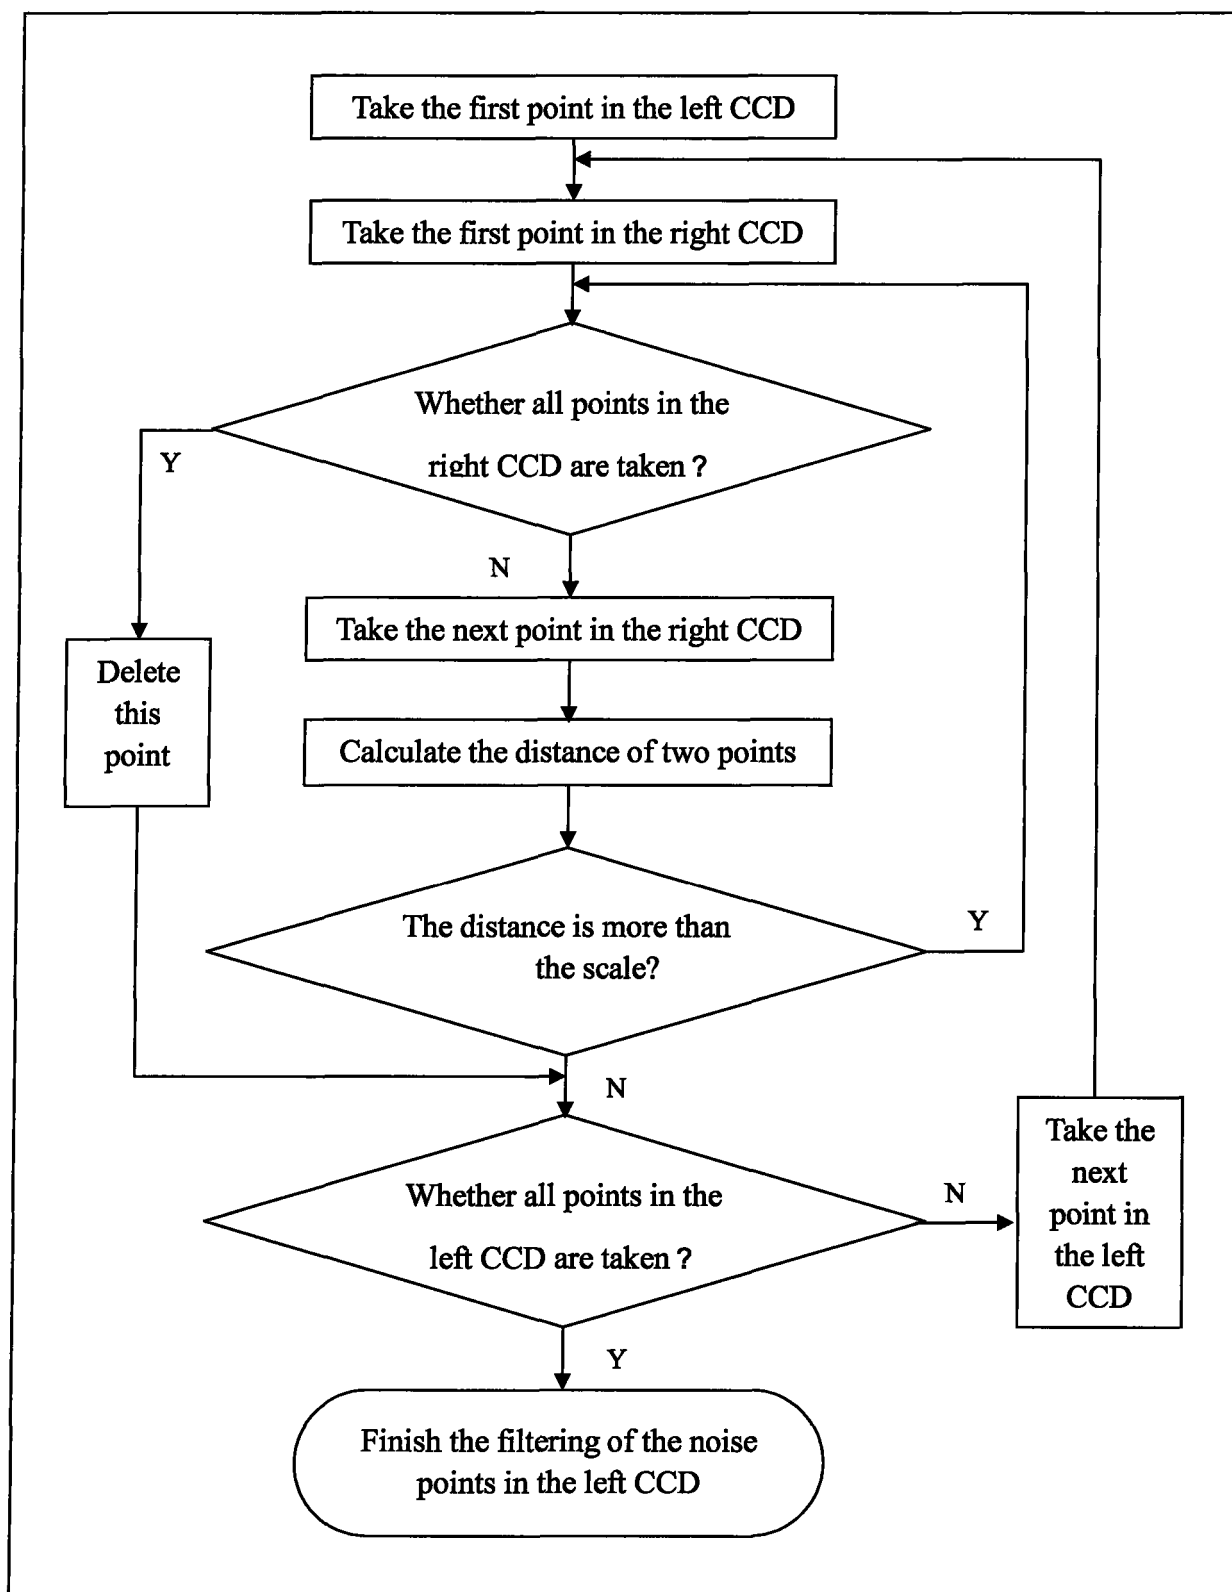 Take the first point in the left CCD
Take the first point in the right CCD
Whether all points in the
right CCD are taken?
Y
N
Take the next point in the right CCD
Delete
this
point
Calculate the distance of two points
The distance is more than
the scale?
Y
N
Whether all points in the
left CCD are taken?
N
Take the
next
point in
the left
CCD
Y
Finish the filtering of the noise
points in the left CCD